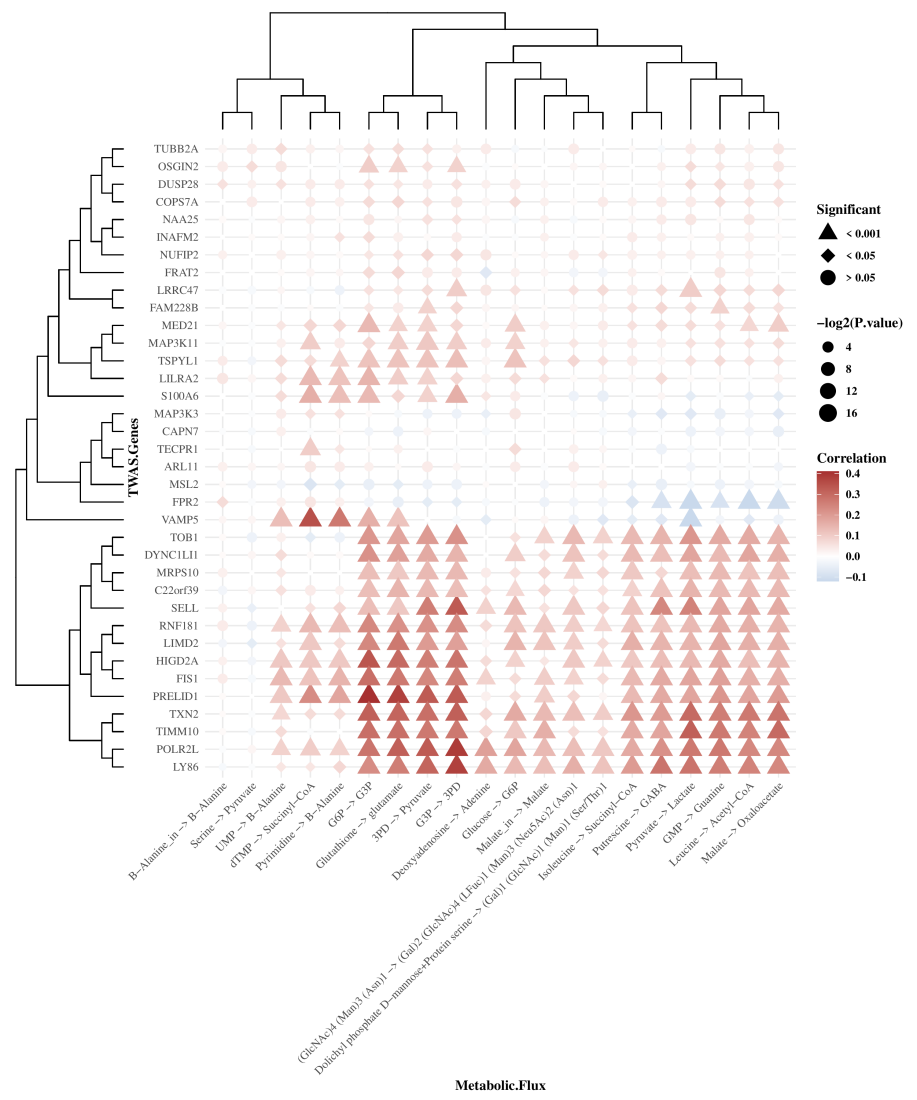 TUBB2A
OSGIN2
DUSP28
COPS7A
NAA25
INAFM2
NUFIP2
FRAT2
LRRC47
FAM228B
MED21
MAP3K11
TSPYL1
LILRA2
S100A6
MAP3K3
CAPN7
TECPR1
ARL11
MSL2
FPR2
VAMP5
TOB1
DYNC1LI1
MRPS10
C22orf39
SELL
RNF181
LIMD2
HIGD2A
FIS1
PRELID1
TXN2
TIMM10
POLR2L
LY86
TWAS.Genes
Significant
< 0.001
< 0.05
> 0.05
−log2(P.value)
4
8
12
16
Correlation
0.4
0.3
0.2
0.1
0.0
−0.1
B−Alanine_in −> B−Alanine
Serine −> Pyruvate
UMP −> B−Alanine
dTMP −> Succinyl−CoA
Pyrimidine −> B−Alanine
G6P −> G3P
Glutathione −> glutamate
3PD −> Pyruvate
G3P −> 3PD
Deoxyadenosine −> Adenine
Glucose −> G6P
Malate_in −> Malate
(GlcNAc)4 (Man)3 (Asn)1 −> (Gal)2 (GlcNAc)4 (LFuc)1 (Man)3 (Neu5Ac)2 (Asn)1
Dolichyl phosphate D−mannose+Protein serine −> (Gal)1 (GlcNAc)1 (Man)1 (Ser/Thr)1
Isoleucine −> Succinyl−CoA
Putrescine −> GABA
Pyruvate −> Lactate
GMP −> Guanine
Leucine −> Acetyl−CoA
Malate −> Oxaloacetate
Metabolic.Flux